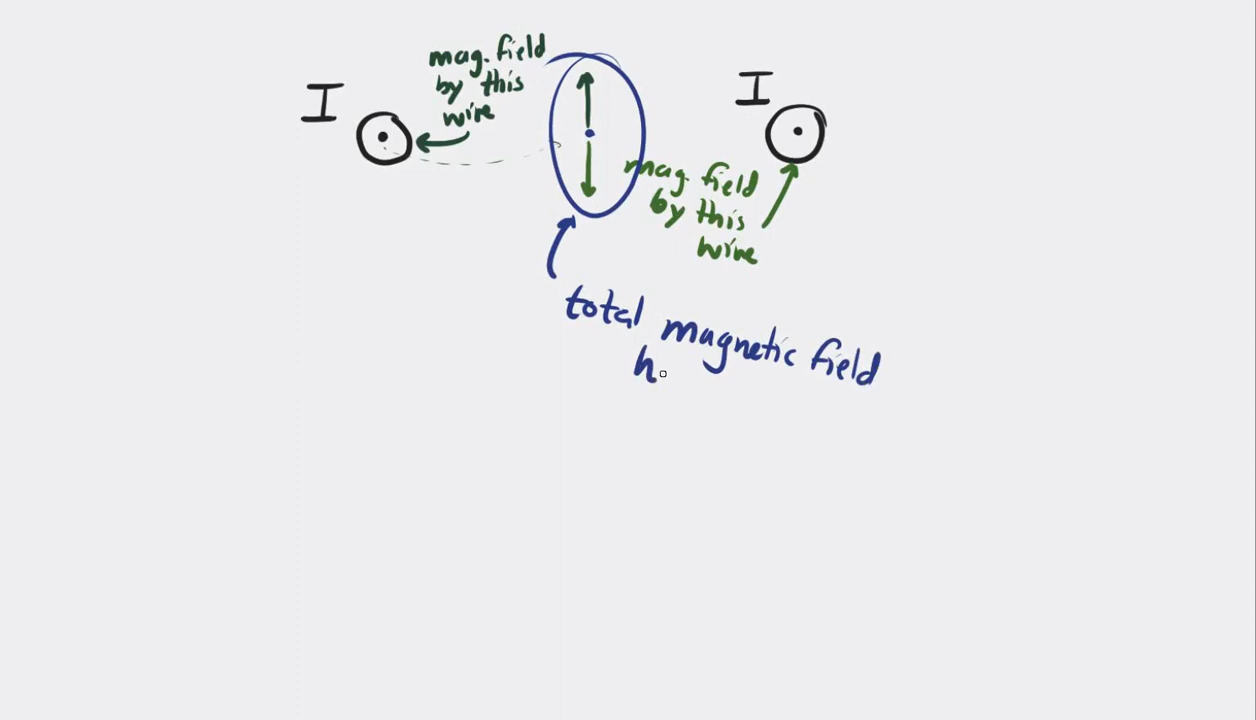 I
mag. field
by this
wire
I
mag. field
by this
wire
total magnetic field
h